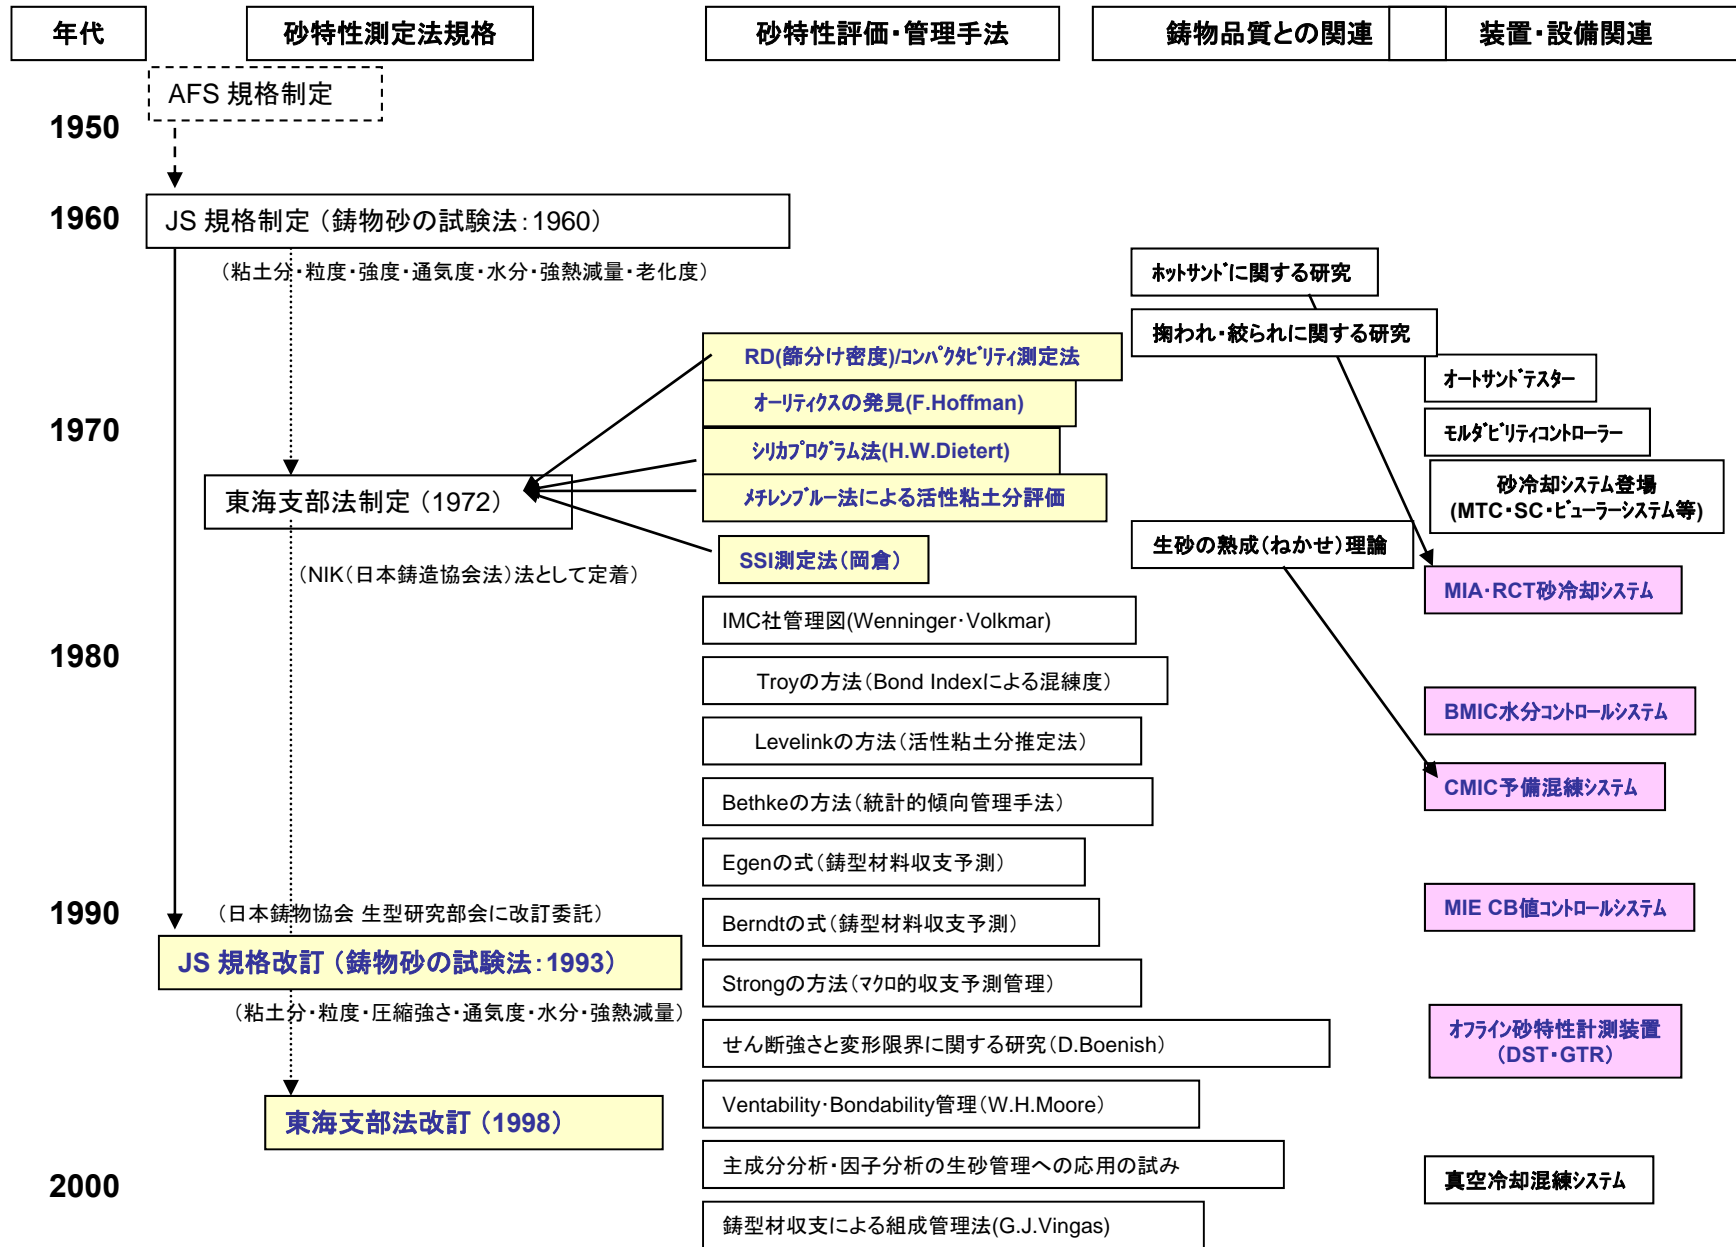 年代
砂特性測定法規格
砂特性評価・管理手法
鋳物品質との関連
装置・設備関連
AFS 規格制定
1950
1960
JS 規格制定（鋳物砂の試験法：1960）
（粘土分・粒度・強度・通気度・水分・強熱減量・老化度）
ﾎｯﾄｻﾝﾄﾞに関する研究
掬われ・絞られに関する研究
RD(篩分け密度)/ｺﾝﾊﾟｸﾀﾋﾞﾘﾃｨ測定法
ｵｰﾄｻﾝﾄﾞﾃｽﾀｰ
ｵｰﾘﾃｨｸｽの発見(F.Hoffman)
1970
ﾓﾙﾀﾞﾋﾞﾘﾃｨｺﾝﾄﾛｰﾗｰ
ｼﾘｶﾌﾟﾛｸﾞﾗﾑ法(H.W.Dietert)
砂冷却ｼｽﾃﾑ登場
(MTC・SC・ﾋﾞｭｰﾗｰｼｽﾃﾑ等)
東海支部法制定（1972）
ﾒﾁﾚﾝﾌﾞﾙｰ法による活性粘土分評価
生砂の熟成（ねかせ）理論
SSI測定法（岡倉）
（NIK（日本鋳造協会法）法として定着）
MIA・RCT砂冷却ｼｽﾃﾑ
IMC社管理図(Wenninger・Volkmar)
1980
Troyの方法（Bond Indexによる混練度）
BMIC水分ｺﾝﾄﾛｰﾙｼｽﾃﾑ
Levelinkの方法（活性粘土分推定法）
CMIC予備混練ｼｽﾃﾑ
Bethkeの方法（統計的傾向管理手法）
Egenの式（鋳型材料収支予測）
1990
（日本鋳物協会 生型研究部会に改訂委託）
Berndtの式（鋳型材料収支予測）
MIE CB値ｺﾝﾄﾛｰﾙｼｽﾃﾑ
JS 規格改訂（鋳物砂の試験法：1993）
Strongの方法（ﾏｸﾛ的収支予測管理）
（粘土分・粒度・圧縮強さ・通気度・水分・強熱減量）
ｵﾌﾗｲﾝ砂特性計測装置
（DST・GTR）
せん断強さと変形限界に関する研究（D.Boenish）
Ventability・Bondability管理（W.H.Moore）
東海支部法改訂（1998）
主成分分析・因子分析の生砂管理への応用の試み
2000
真空冷却混練ｼｽﾃﾑ
鋳型材収支による組成管理法(G.J.Vingas)